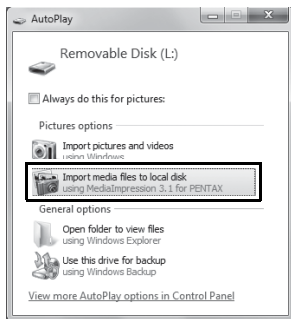 AutoPlay
Removable Disk (L:)
Always do this for pictures:
Pictures options
Import pictures and videos
using Windows
Import media files to local disk
using MediaImpression 3.1 for PENTAX
General options
Open folder to view files
using Windows Explorer
Use this drive for backup
using Windows Backup
View more AutoPlay options in Control Panel